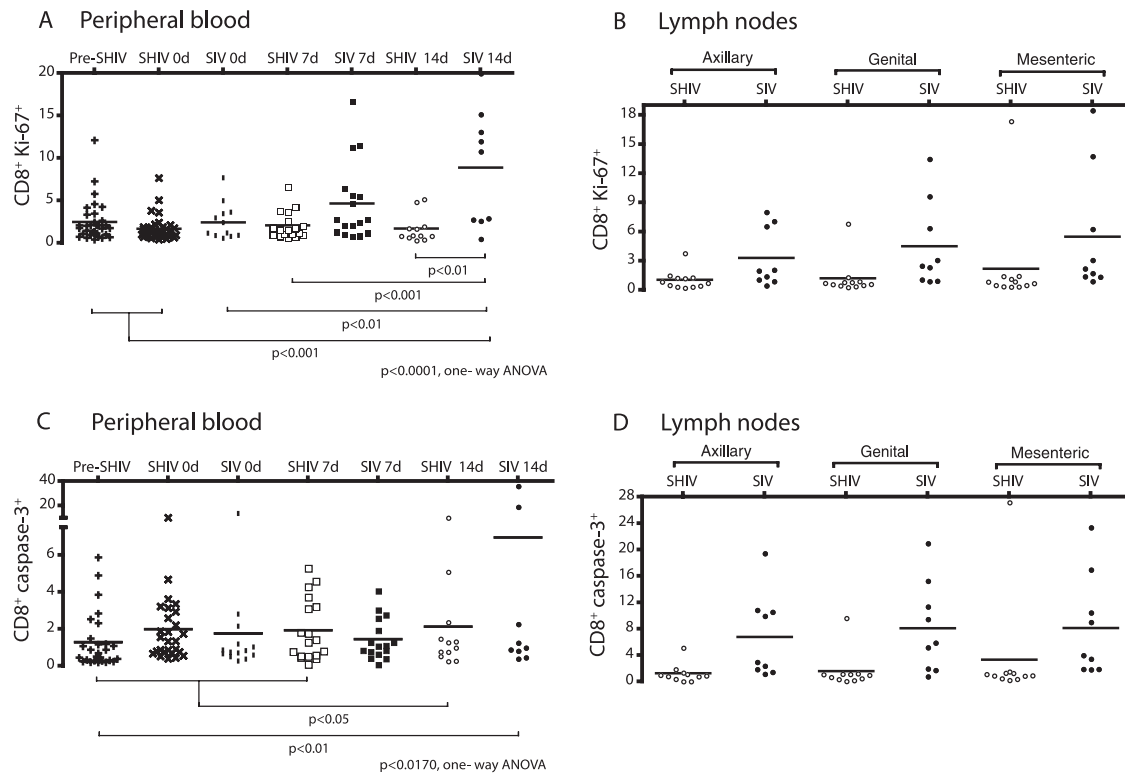 A Peripheral blood
Pre-SHIV SHIV 0d SIV 0d SHIV 7d SIV 7d SHIV 14d SIV 14d
20
15
10
5
0
CD8⁺ Ki-67⁺
p<0.01
p<0.001
p<0.01
p<0.001
p<0.0001, one- way ANOVA
B Lymph nodes
Axillary Genital Mesenteric
SHIV SIV SHIV SIV SHIV SIV
18
15
12
9
6
3
0
CD8⁺ Ki-67⁺
C Peripheral blood
Pre-SHIV SHIV 0d SIV 0d SHIV 7d SIV 7d SHIV 14d SIV 14d
40
20
6
4
2
0
CD8⁺ caspase-3⁺
p<0.05
p<0.01
p<0.0170, one- way ANOVA
D Lymph nodes
Axillary Genital Mesenteric
SHIV SIV SHIV SIV SHIV SIV
28
24
20
16
12
8
4
0
CD8⁺ caspase-3⁺